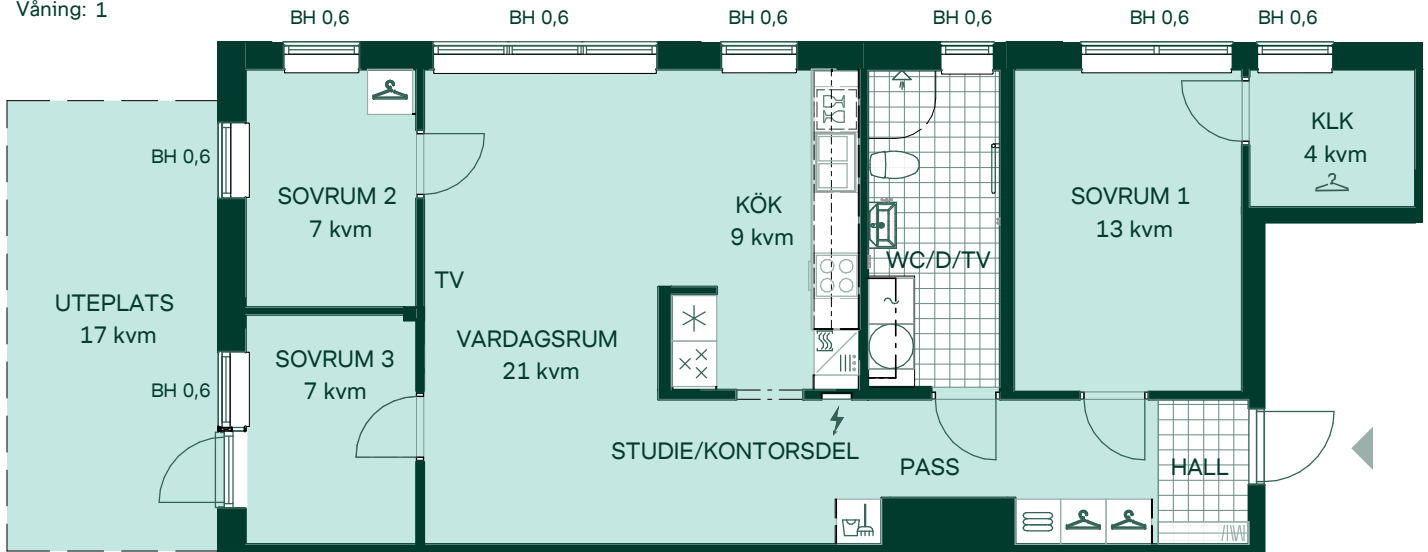 Våning: 1
BH 0,6
BH 0,6
BH 0,6
BH 0,6
BH 0,6
BH 0,6
KLK
4 kvm
BH 0,6
SOVRUM 2
7 kvm
KÖK
9 kvm
SOVRUM 1
13 kvm
WC/D/TV
TV
UTEPLATS
17 kvm
VARDAGSRUM
21 kvm
SOVRUM 3
7 kvm
BH 0,6
STUDIE/KONTORSDEL
PASS
HALL